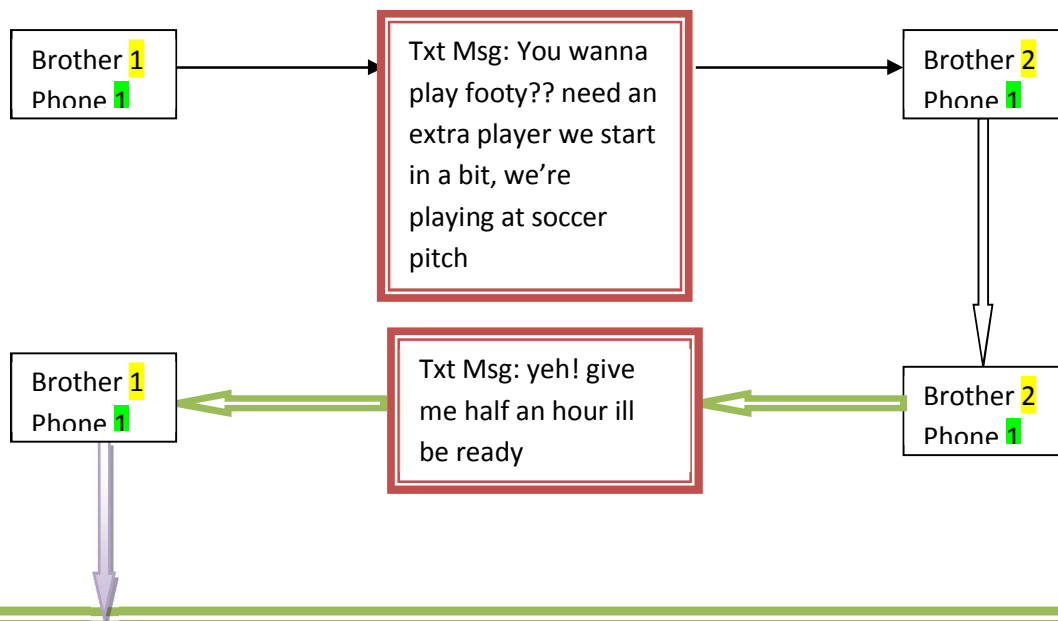 Brother 1
Phone 1
Txt Msg: You wanna
play footy?? need an
extra player we start
in a bit, we’re
playing at soccer
pitch
Brother 2
Phone 1
Brother 1
Phone 1
Txt Msg: yeh! give
me half an hour ill
be ready
Brother 2
Phone 1